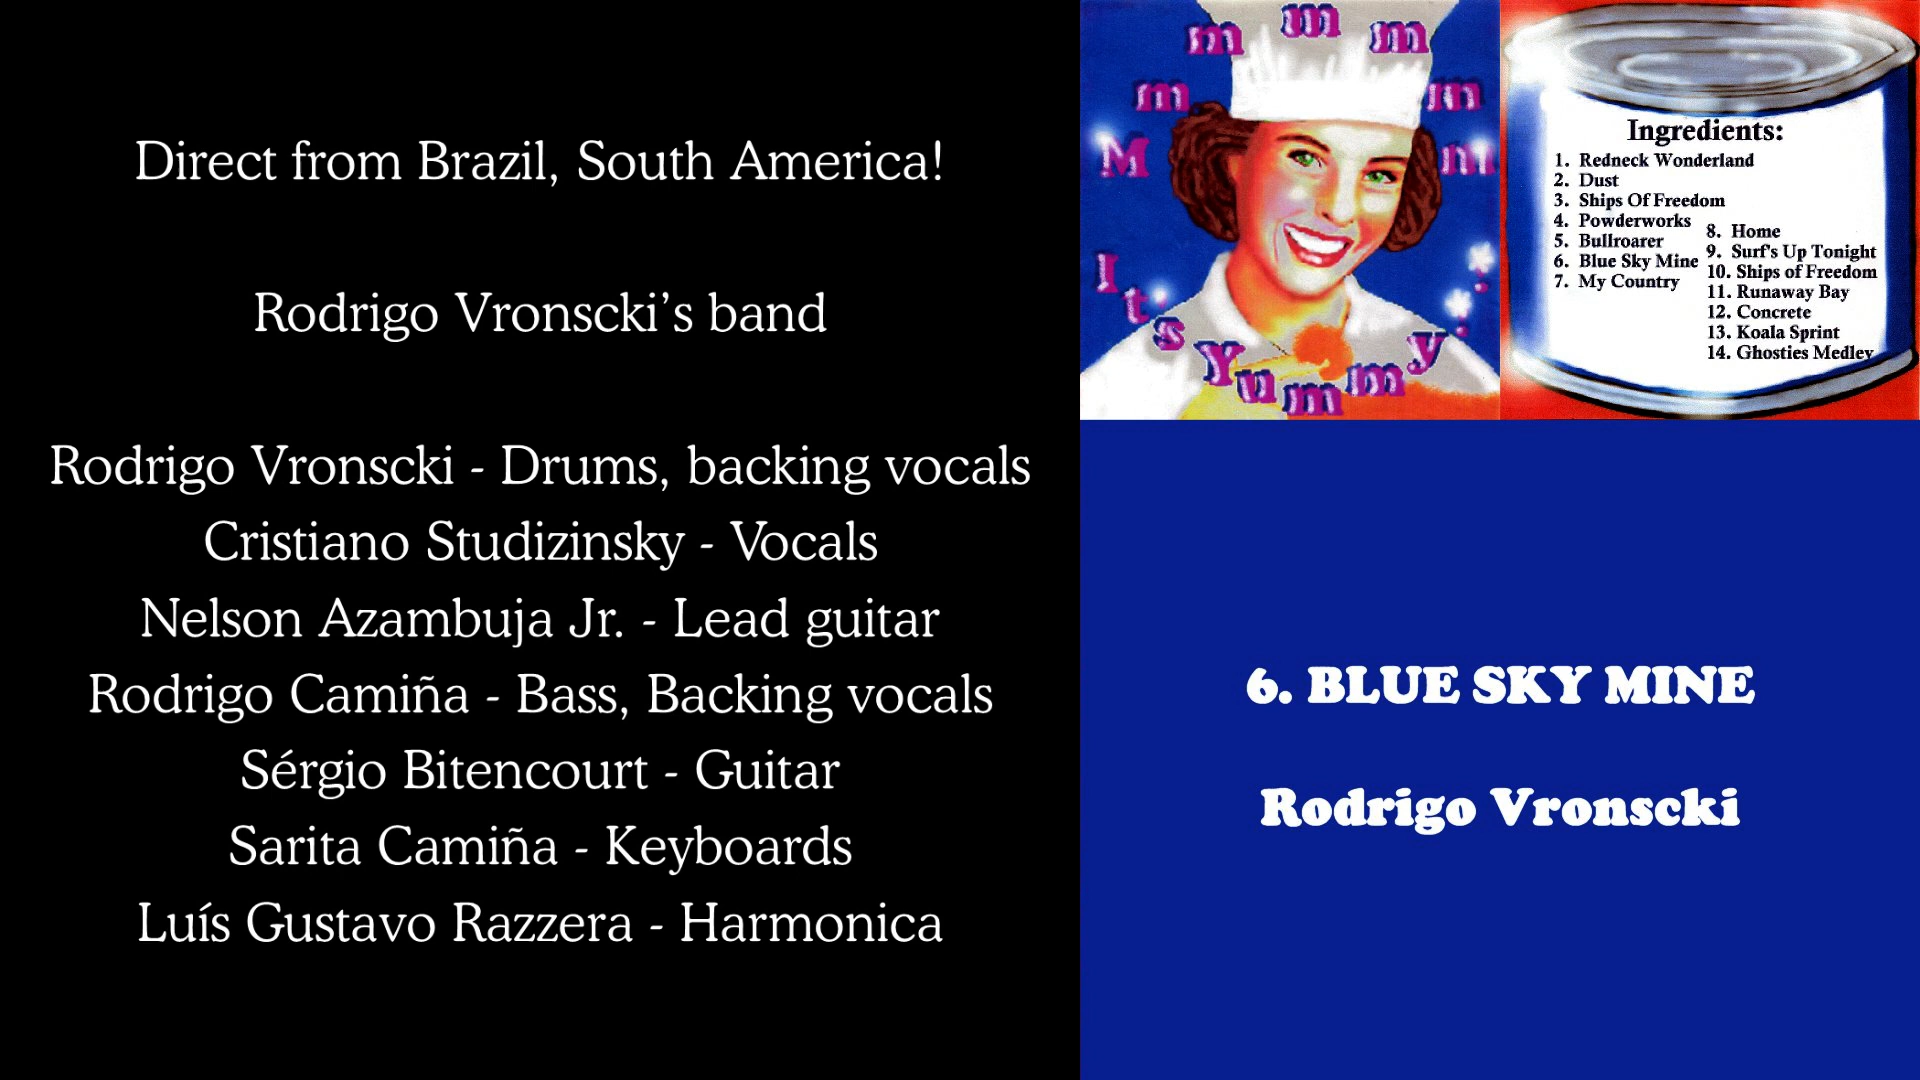 Direct from Brazil, South America!
Rodrigo Vronscki's band
Rodrigo Vronscki - Drums, backing vocals
Cristiano Studizinsky - Vocals
Nelson Azambuja Jr. - Lead guitar
Rodrigo Camiña - Bass, Backing vocals
Sérgio Bitencourt - Guitar
Sarita Camiña - Keyboards
Luís Gustavo Razzera - Harmonica
M m m m m m m
It's Yummy!
Ingredients:
1. Redneck Wonderland
2. Dust
3. Ships Of Freedom
4. Powderworks
5. Bullroarer
6. Blue Sky Mine
7. My Country
8. Home
9. Surf's Up Tonight
10. Ships of Freedom
11. Runaway Bay
12. Concrete
13. Koala Sprint
14. Ghosties Medley
6. BLUE SKY MINE
Rodrigo Vronscki